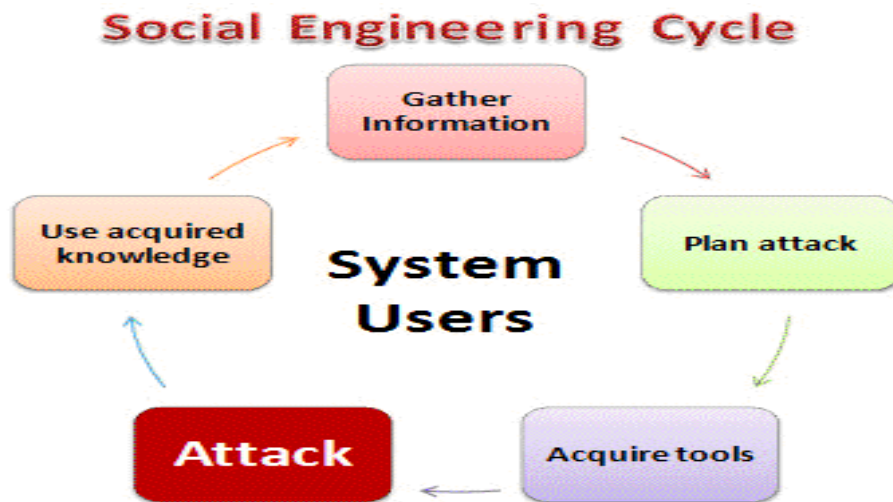 Social Engineering Cycle
Gather
Information
Plan attack
Acquire tools
Attack
Use acquired
knowledge
System
Users